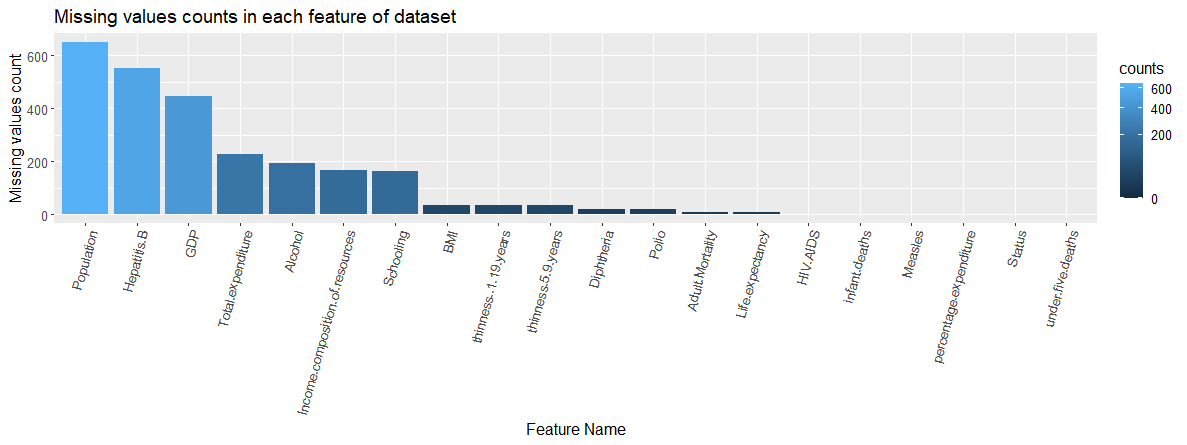 Missing values counts in each feature of dataset
Missing values count
600
400
200
0
Population
Hepatitis.B
GDP
Total.expenditure
Alcohol
Income.composition.of.resources
Schooling
BMI
thinness..1.19.years
thinness.5.9.years
Diphtheria
Polio
Adult.Mortality
Life.expectancy
HIV.AIDS
infant.deaths
Measles
percentage.expenditure
Status
under.five.deaths
Feature Name
counts
600
400
200
0